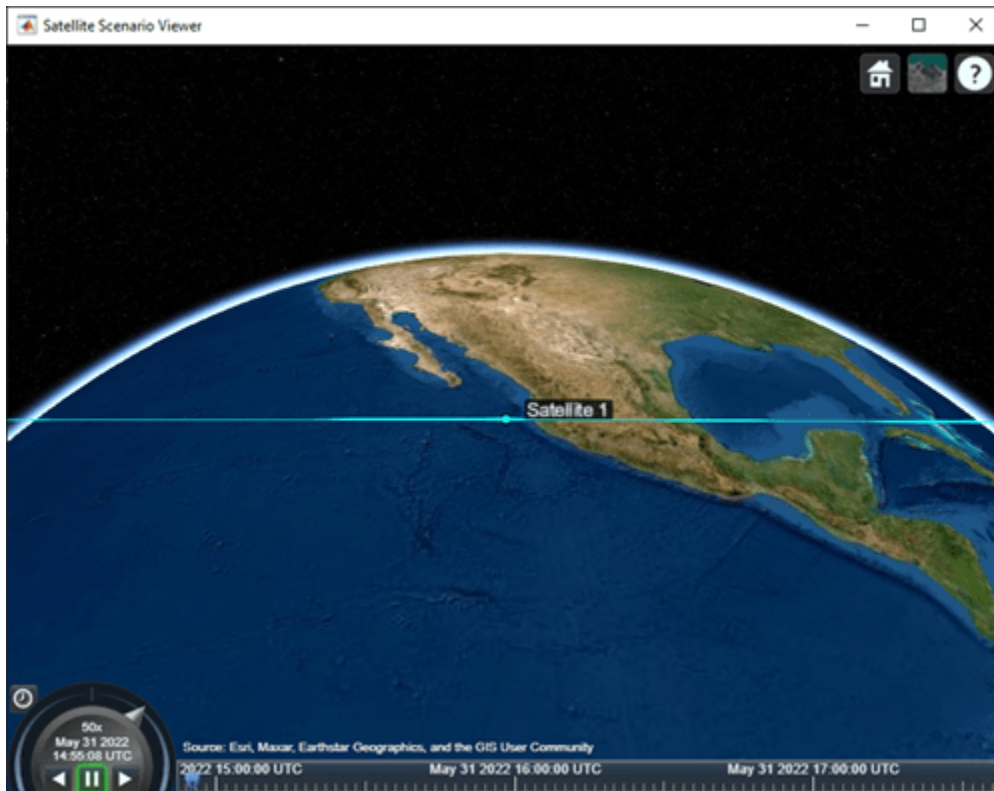 Satellite Scenario Viewer
?
Satellite 1
50x
May 31 2022
14:55:08 UTC
Source: Esri, Maxar, Earthstar Geographics, and the GIS User Community
2022 15:00:00 UTC
May 31 2022 16:00:00 UTC
May 31 2022 17:00:00 UTC